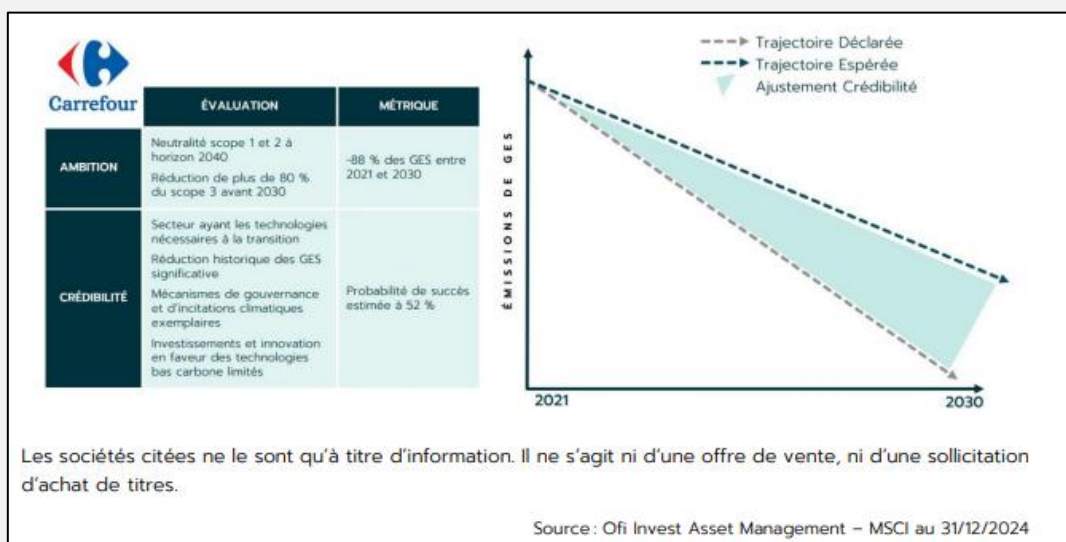 Carrefour
ÉVALUATION
MÉTRIQUE
AMBITION
Neutralité scope 1 et 2 à
horizon 2040
Réduction de plus de 80 %
du scope 3 avant 2030
-88 % des GES entre
2021 et 2030
CRÉDIBILITÉ
Secteur ayant les technologies
nécessaires à la transition
Réduction historique des GES
significative
Mécanismes de gouvernance
et d'incitations climatiques
exemplaires
Investissements et innovation
en faveur des technologies
bas carbone limités
Probabilité de succès
estimée à 52 %
Trajectoire Déclarée
Trajectoire Espérée
Ajustement Crédibilité
ÉMISSIONS DE GES
2021
2030
Les sociétés citées ne le sont qu'à titre d'information. Il ne s'agit ni d'une offre de vente, ni d'une sollicitation
d'achat de titres.
Source : Ofi Invest Asset Management – MSCI au 31/12/2024